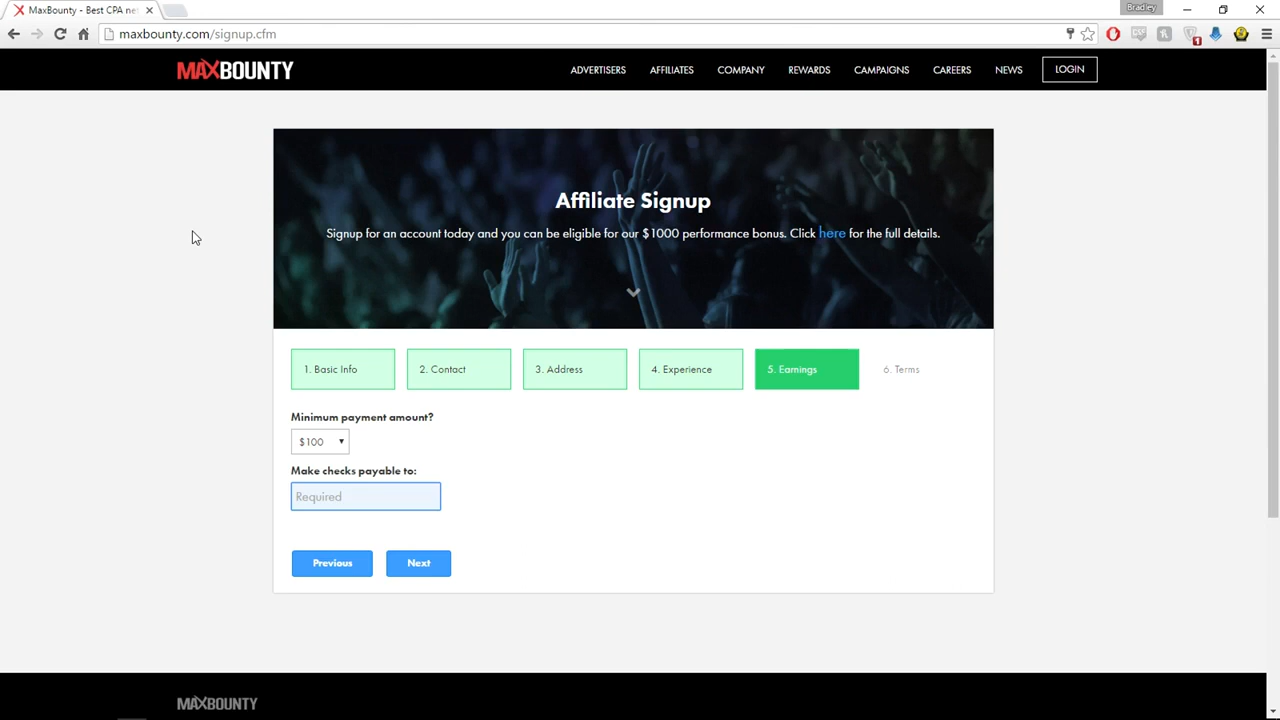 MaxBounty - Best CPA net
Bradley
maxbounty.com/signup.cfm
1
MAXBOUNTY
ADVERTISERS AFFILIATES COMPANY REWARDS CAMPAIGNS CAREERS NEWS LOGIN
Affiliate Signup
Signup for an account today and you can be eligible for our $1000 performance bonus. Click here for the full details.
1. Basic Info 2. Contact 3. Address 4. Experience 5. Earnings 6. Terms
Minimum payment amount?
$100
Make checks payable to:
Required
Previous Next
MAXBOUNTY